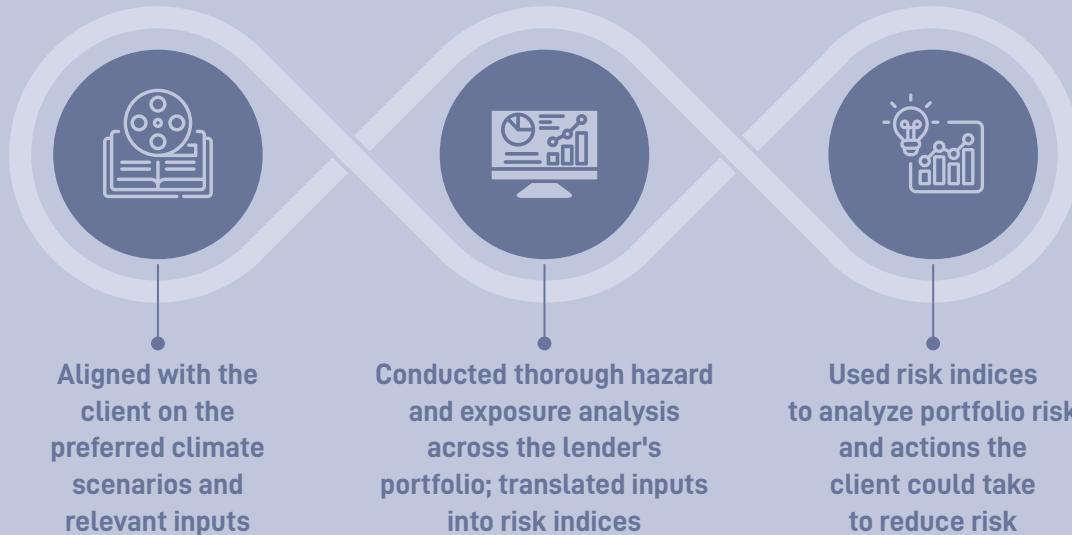 Aligned with the
client on the
preferred climate
scenarios and
relevant inputs
Conducted thorough hazard
and exposure analysis
across the lender's
portfolio; translated inputs
into risk indices
Used risk indices
to analyze portfolio risk
and actions the
client could take
to reduce risk